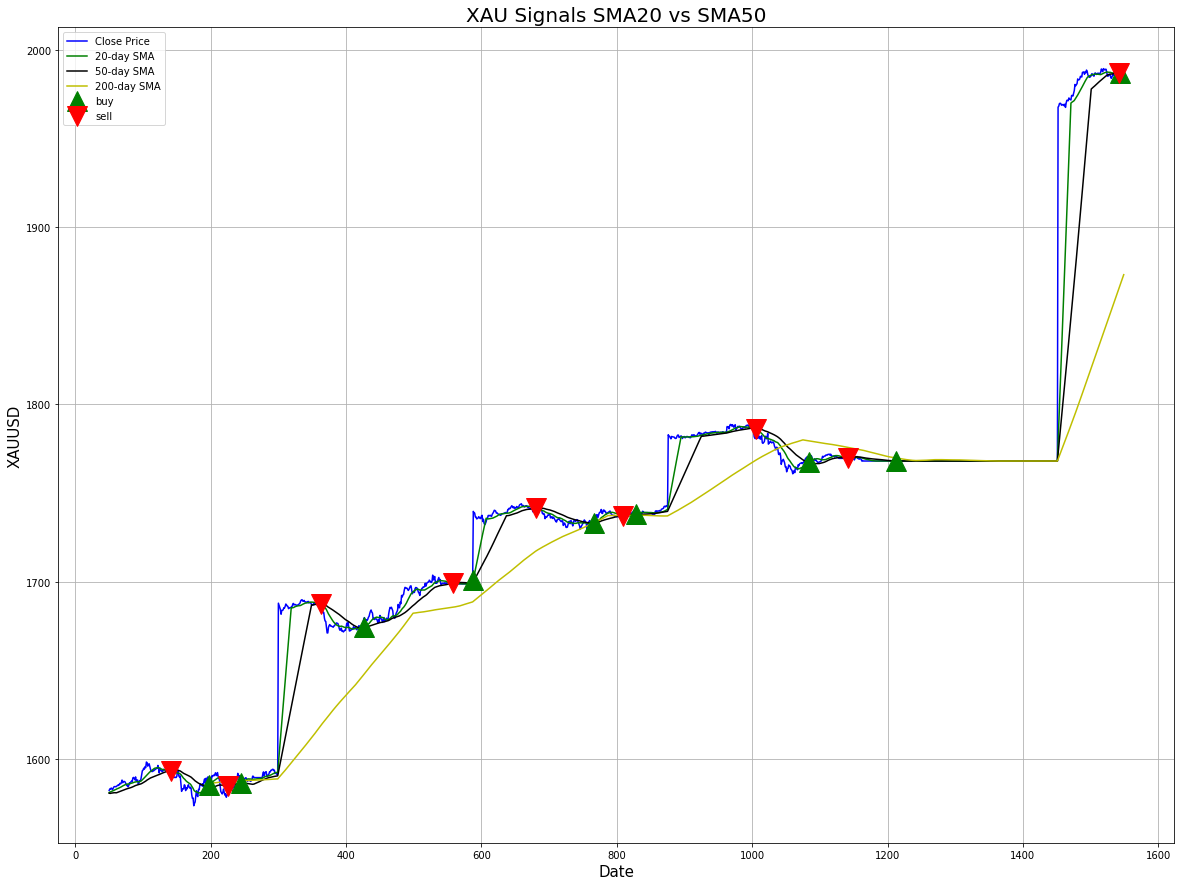 XAU Signals SMA20 vs SMA50
Close Price
20-day SMA
50-day SMA
200-day SMA
buy
sell
2000
1900
1800
1700
1600
XAUUSD
0 200 400 600 800 1000 1200 1400 1600
Date